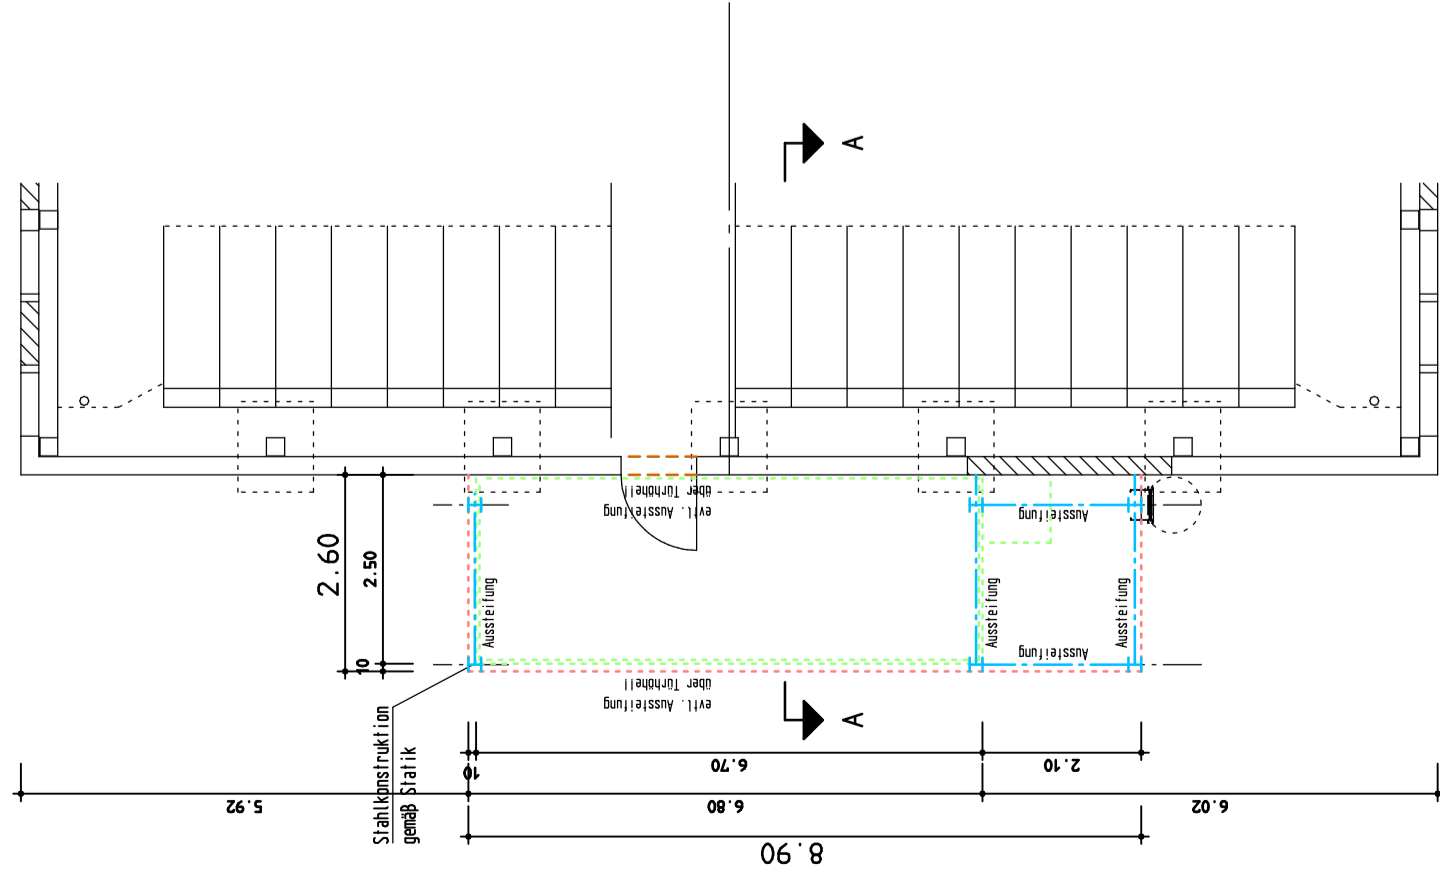 A
über Türhöhe!!
evtl. Aussteifung
Aussteifung
2.60
2.50
10
Aussteifung
Aussteifung
Aussteifung
Aussteifung
evtl. Aussteifung
über Türhöhe!!
A
Stahlkonstruktion
gemäß Statik
10
6.70
2.10
5.92
6.80
6.02
8.90